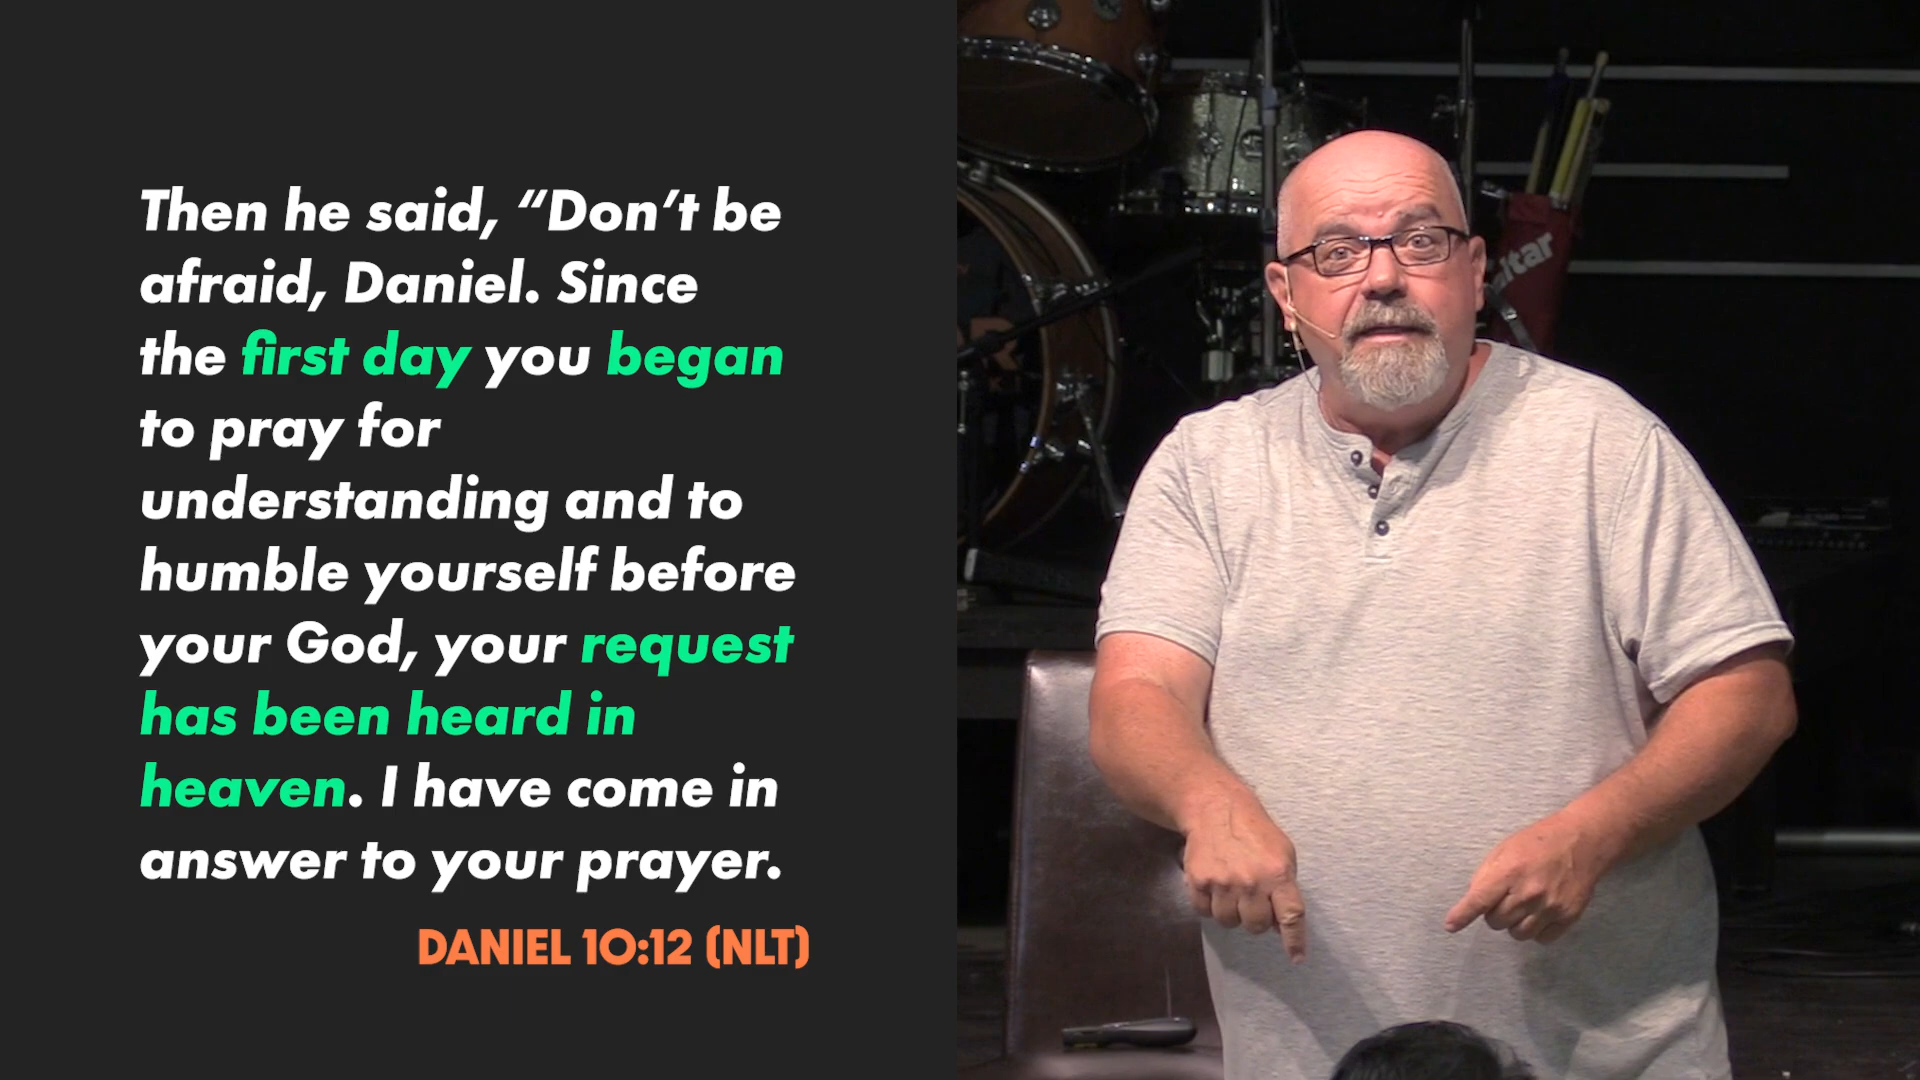 Then he said, “Don’t be
afraid, Daniel. Since
the first day you began
to pray for
understanding and to
humble yourself before
your God, your request
has been heard in
heaven. I have come in
answer to your prayer.
DANIEL 10:12 (NLT)